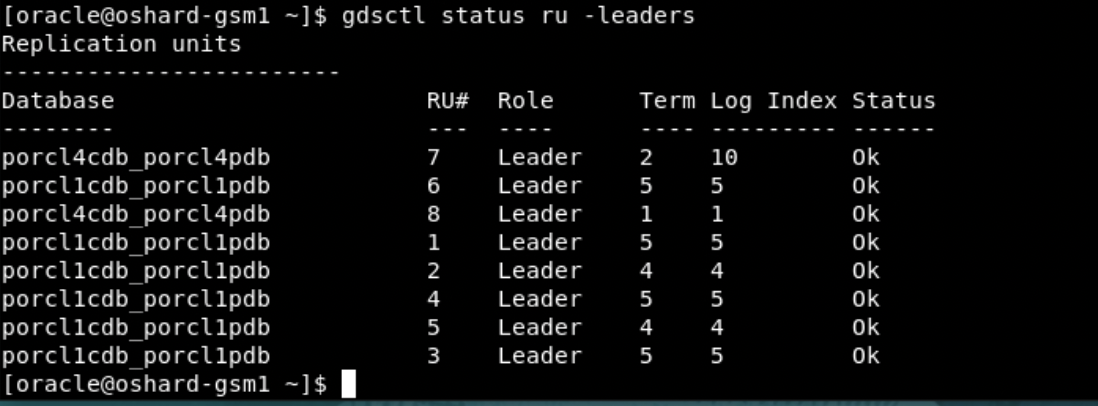 [oracle@oshard-gsm1 ~]$ gdsctl status ru -leaders
Replication units
------------------------
Database                      RU#  Role      Term Log Index Status
--------                      ---  ----      ---- --------- ------
porcl4cdb_porcl4pdb           7    Leader    2    10        Ok
porcl1cdb_porcl1pdb           6    Leader    5    5         Ok
porcl4cdb_porcl4pdb           8    Leader    1    1         Ok
porcl1cdb_porcl1pdb           1    Leader    5    5         Ok
porcl1cdb_porcl1pdb           2    Leader    4    4         Ok
porcl1cdb_porcl1pdb           4    Leader    5    5         Ok
porcl1cdb_porcl1pdb           5    Leader    4    4         Ok
porcl1cdb_porcl1pdb           3    Leader    5    5         Ok
[oracle@oshard-gsm1 ~]$